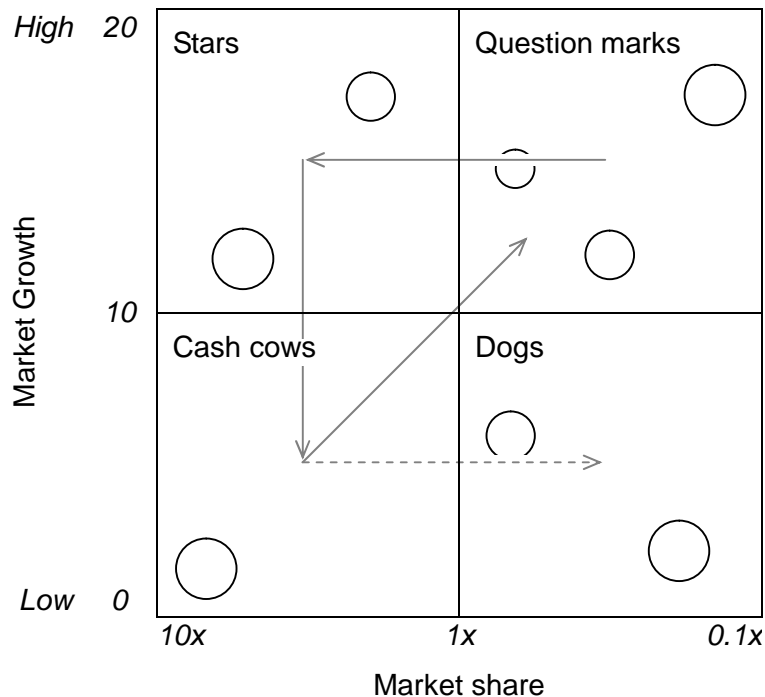 High 20
Stars
Question marks
Market Growth
10
Cash cows
Dogs
Low 0
10x 1x 0.1x
Market share